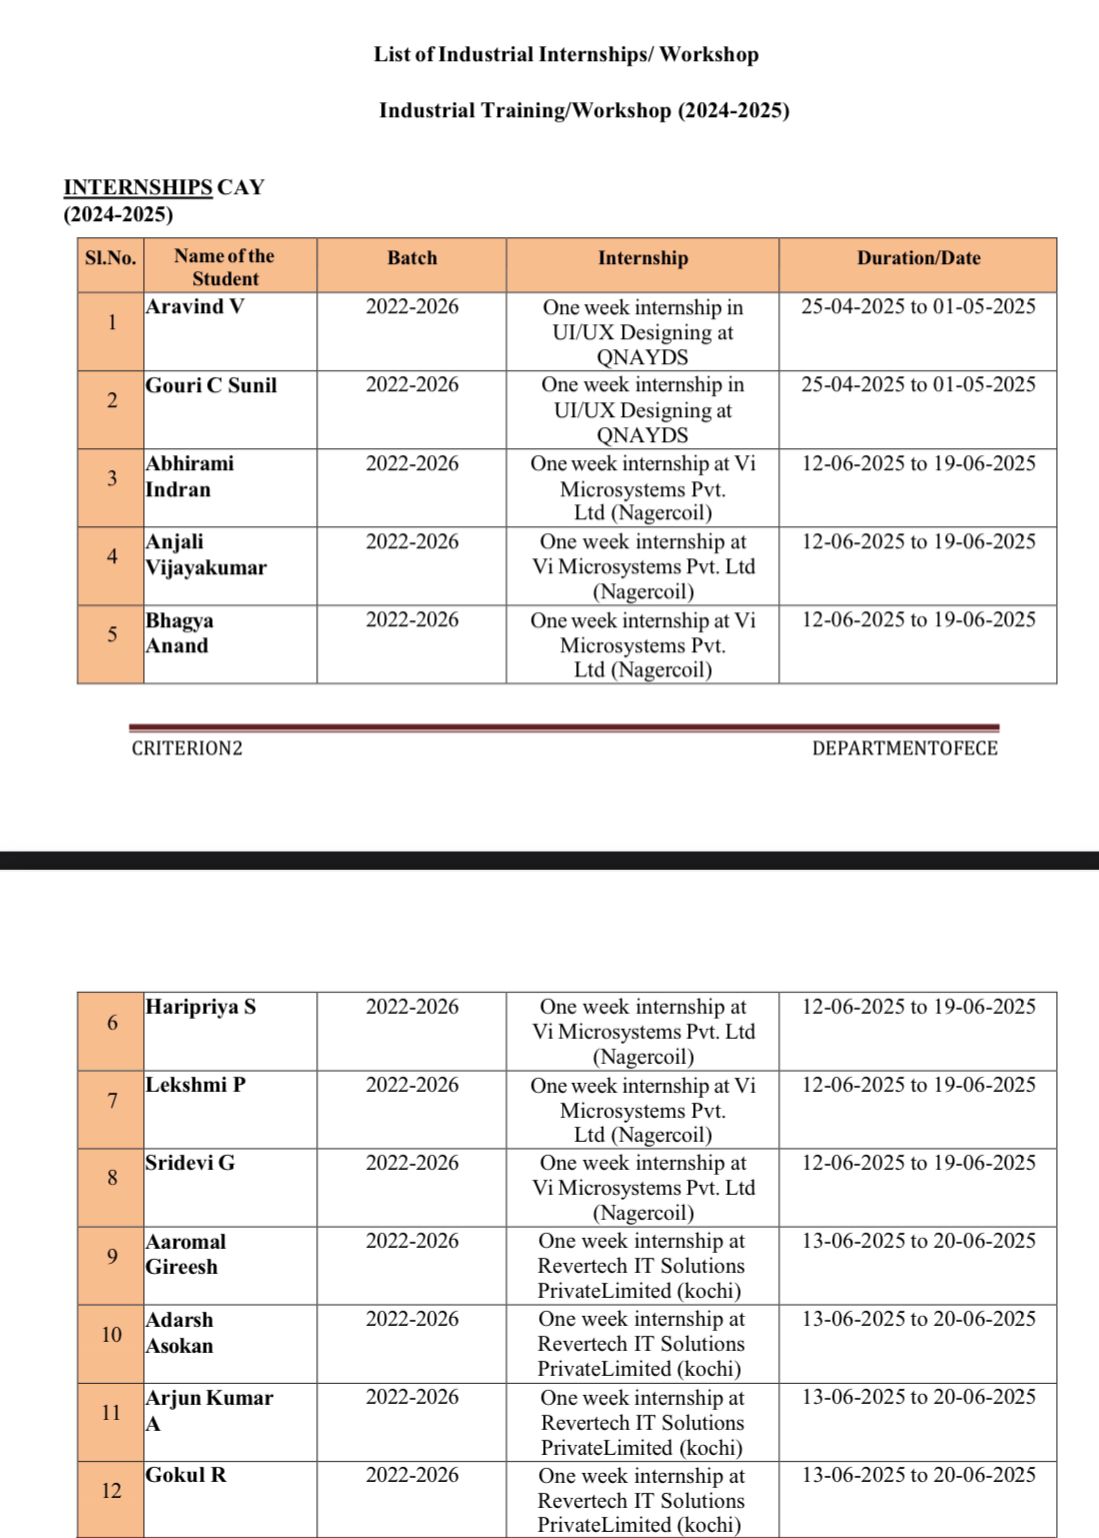 List of Industrial Internships/ Workshop
Industrial Training/Workshop (2024-2025)
INTERNSHIPS CAY
(2024-2025)
Sl.No. Name of the Student Batch Internship Duration/Date
1 Aravind V 2022-2026 One week internship in UI/UX Designing at QNAYDS 25-04-2025 to 01-05-2025
2 Gouri C Sunil 2022-2026 One week internship in UI/UX Designing at QNAYDS 25-04-2025 to 01-05-2025
3 Abhirami Indran 2022-2026 One week internship at Vi Microsystems Pvt. Ltd (Nagercoil) 12-06-2025 to 19-06-2025
4 Anjali Vijayakumar 2022-2026 One week internship at Vi Microsystems Pvt. Ltd (Nagercoil) 12-06-2025 to 19-06-2025
5 Bhagya Anand 2022-2026 One week internship at Vi Microsystems Pvt. Ltd (Nagercoil) 12-06-2025 to 19-06-2025
CRITERION2 DEPARTMENTOFECE
6 Haripriya S 2022-2026 One week internship at Vi Microsystems Pvt. Ltd (Nagercoil) 12-06-2025 to 19-06-2025
7 Lekshmi P 2022-2026 One week internship at Vi Microsystems Pvt. Ltd (Nagercoil) 12-06-2025 to 19-06-2025
8 Sridevi G 2022-2026 One week internship at Vi Microsystems Pvt. Ltd (Nagercoil) 12-06-2025 to 19-06-2025
9 Aaromal Gireesh 2022-2026 One week internship at Revertech IT Solutions PrivateLimited (kochi) 13-06-2025 to 20-06-2025
10 Adarsh Asokan 2022-2026 One week internship at Revertech IT Solutions PrivateLimited (kochi) 13-06-2025 to 20-06-2025
11 Arjun Kumar A 2022-2026 One week internship at Revertech IT Solutions PrivateLimited (kochi) 13-06-2025 to 20-06-2025
12 Gokul R 2022-2026 One week internship at Revertech IT Solutions PrivateLimited (kochi) 13-06-2025 to 20-06-2025